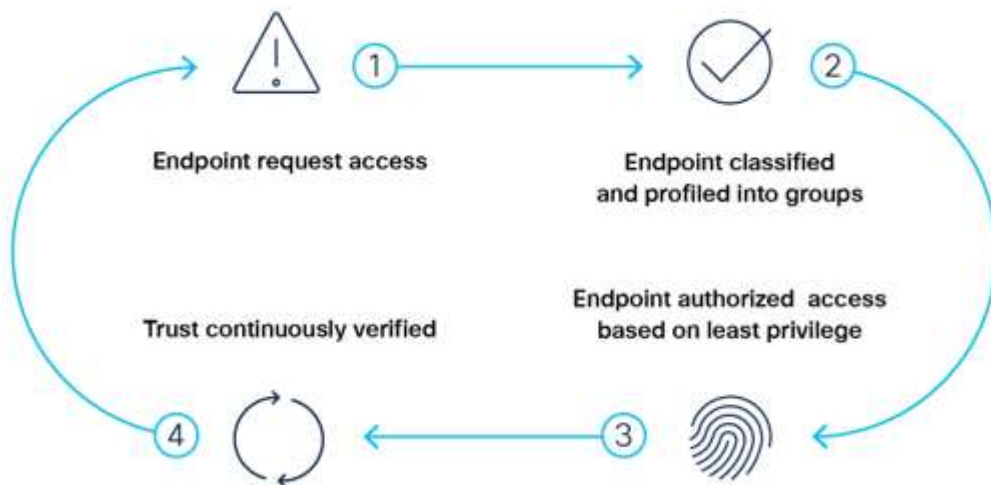 1
2
Endpoint request access
Endpoint classified
and profiled into groups
Trust continuously verified
Endpoint authorized access
based on least privilege
4
3